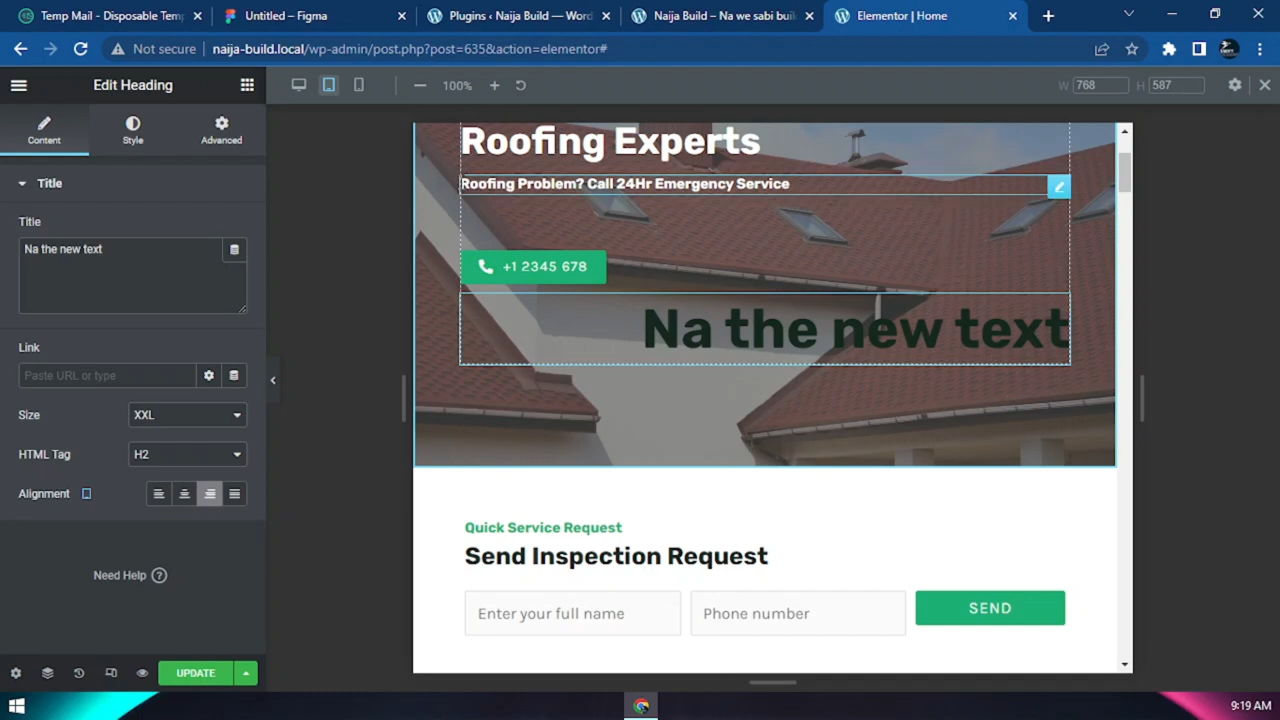 Temp Mail - Disposable Temp
Untitled – Figma
Plugins ‹ Naija Build — Word
Naija Build – Na we sabi buil
Elementor | Home
Not secure
naija-build.local/wp-admin/post.php?post=635&action=elementor#
Edit Heading
100%
W 768
H 587
Content
Style
Advanced
Title
Title
Na the new text
Link
Paste URL or type
Size
XXL
HTML Tag
H2
Alignment
Need Help ?
UPDATE
Roofing Experts
Roofing Problem? Call 24Hr Emergency Service
+1 2345 678
Na the new text
Quick Service Request
Send Inspection Request
Enter your full name
Phone number
SEND
9:19 AM